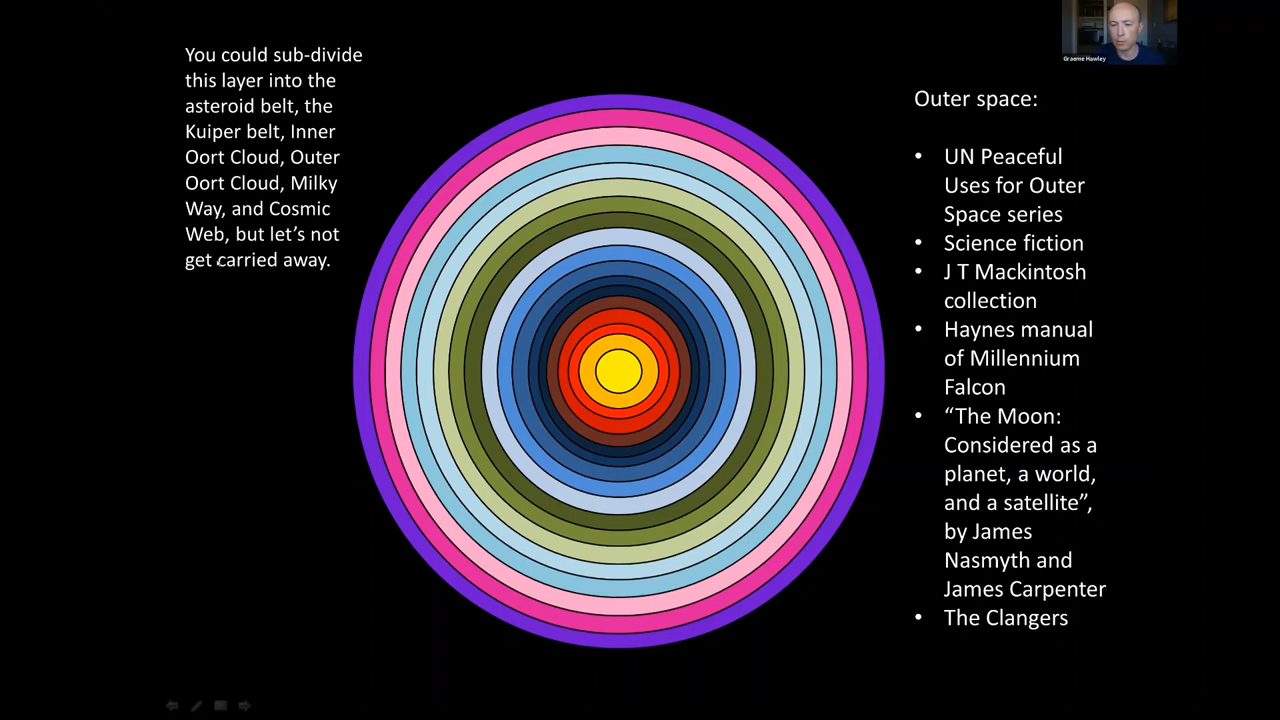 You could sub-divide
this layer into the
asteroid belt, the
Kuiper belt, Inner
Oort Cloud, Outer
Oort Cloud, Milky
Way, and Cosmic
Web, but let's not
get carried away.
Graeme Hawley
Outer space:
• UN Peaceful
Uses for Outer
Space series
• Science fiction
• J T Mackintosh
collection
• Haynes manual
of Millennium
Falcon
• “The Moon:
Considered as a
planet, a world,
and a satellite”,
by James
Nasmyth and
James Carpenter
• The Clangers